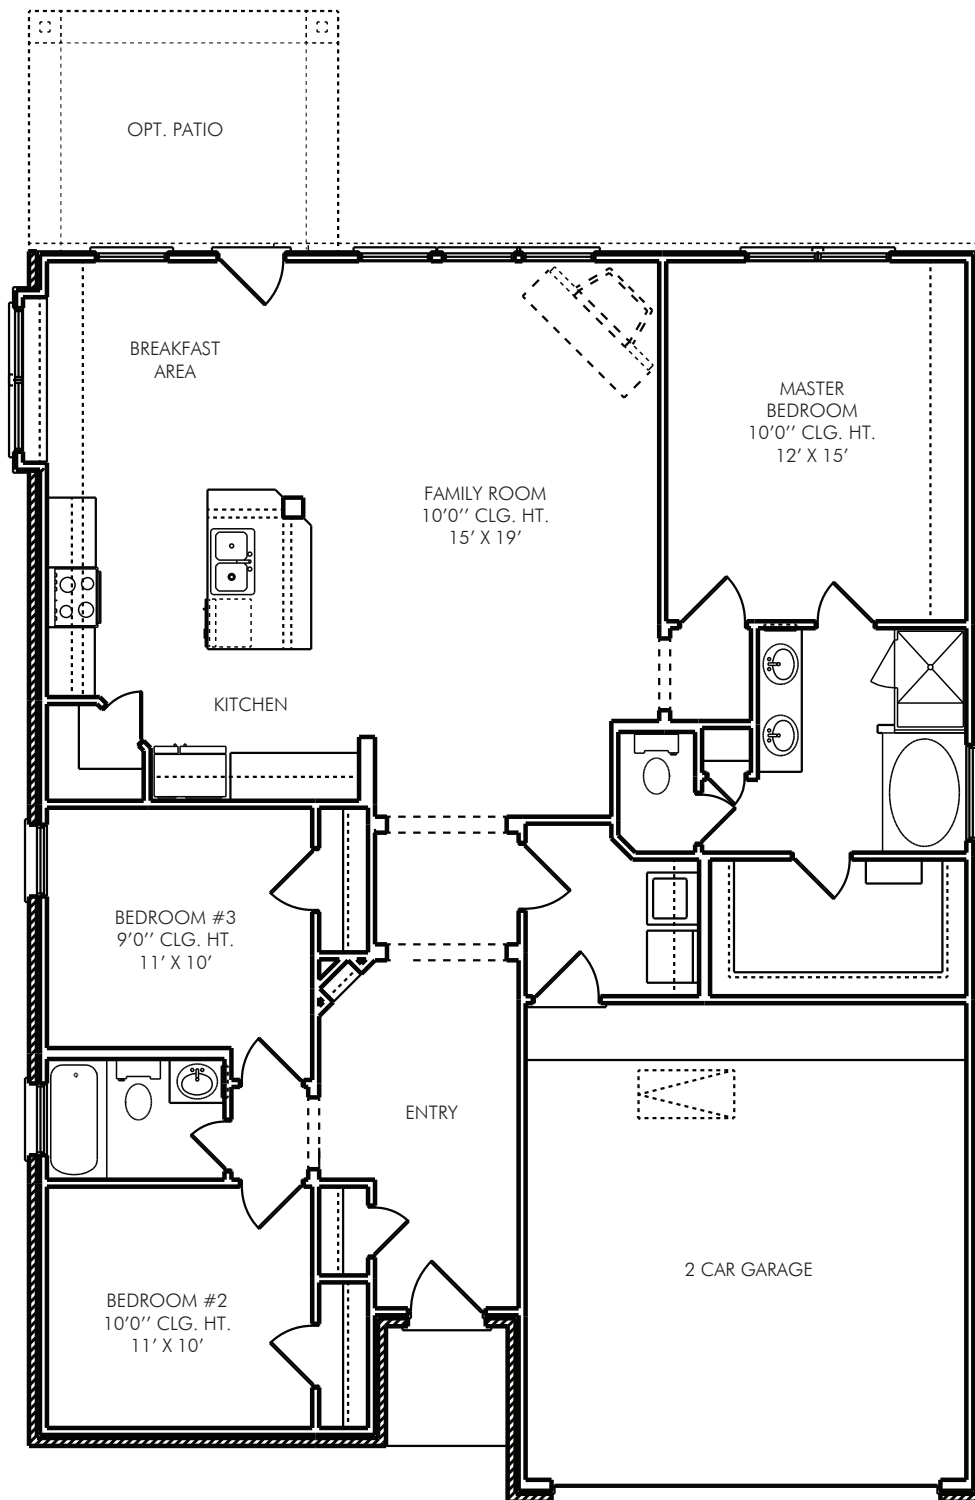 OPT. PATIO
BREAKFAST
AREA
MASTER
BEDROOM
10'0'' CLG. HT.
12' X 15'
FAMILY ROOM
10'0'' CLG. HT.
15' X 19'
KITCHEN
BEDROOM #3
9'0'' CLG. HT.
11' X 10'
ENTRY
2 CAR GARAGE
BEDROOM #2
10'0'' CLG. HT.
11' X 10'